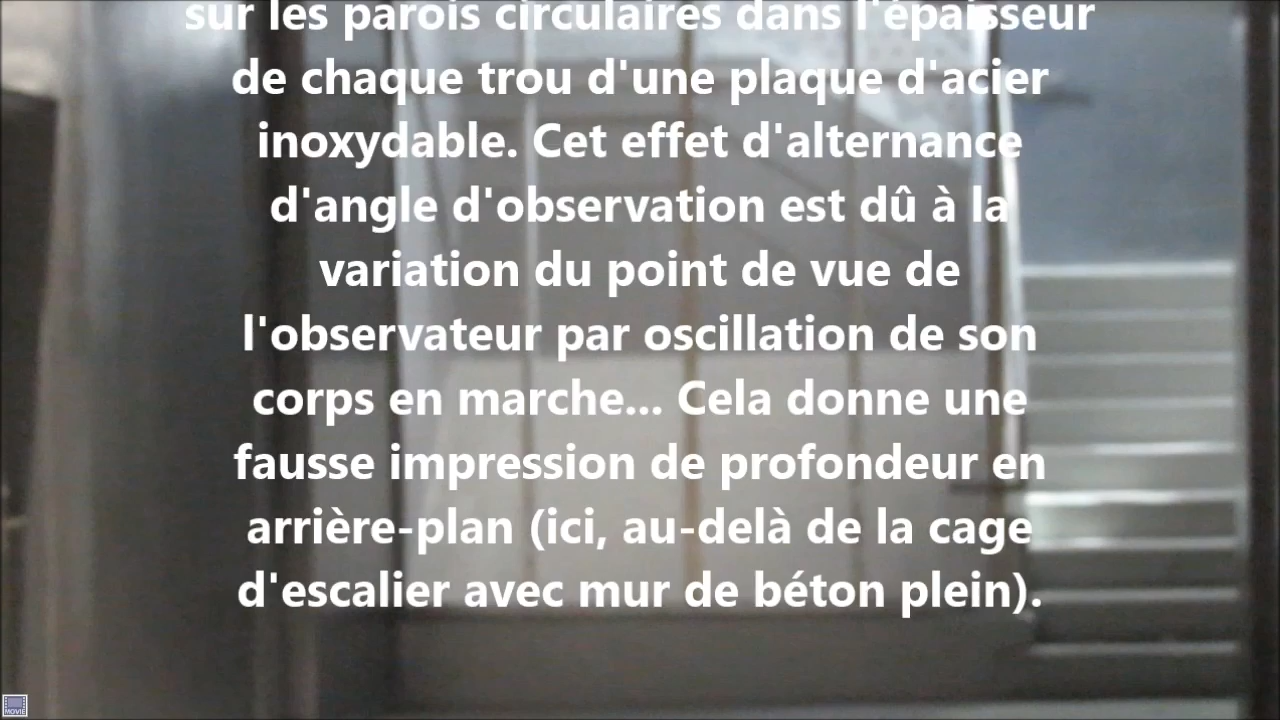 sur les parois circulaires dans l'épaisseur
de chaque trou d'une plaque d'acier
inoxydable. Cet effet d'alternance
d'angle d'observation est dû à la
variation du point de vue de
l'observateur par oscillation de son
corps en marche... Cela donne une
fausse impression de profondeur en
arrière-plan (ici, au-delà de la cage
d'escalier avec mur de béton plein).
MOVIE